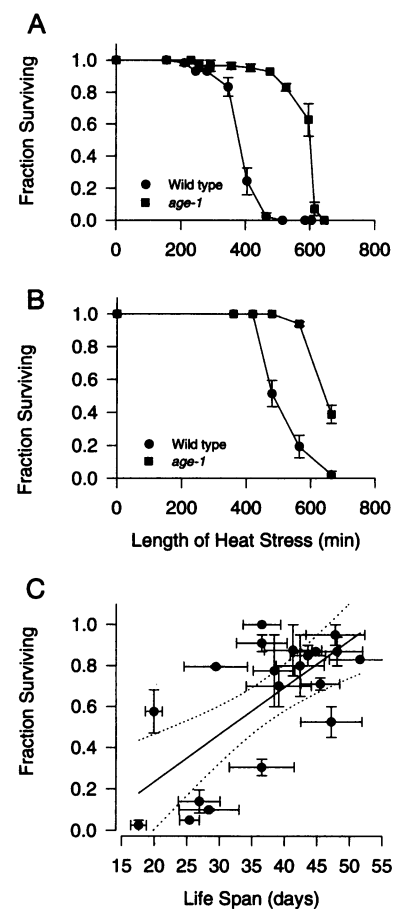 A
Fraction Surviving
1.0
0.8
0.6
0.4
0.2
0.0
Wild type
age-1
0 200 400 600 800
B
Fraction Surviving
1.0
0.8
0.6
0.4
0.2
0.0
Wild type
age-1
0 200 400 600 800
Length of Heat Stress (min)
C
Fraction Surviving
1.0
0.8
0.6
0.4
0.2
0.0
15 20 25 30 35 40 45 50 55
Life Span (days)